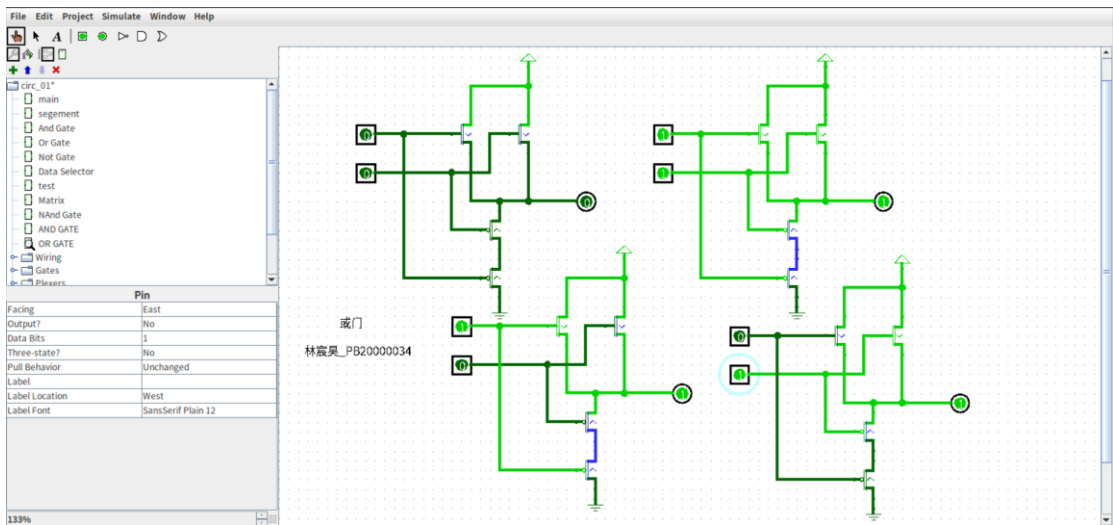 File Edit Project Simulate Window Help
A
circ_01*
main
segement
And Gate
Or Gate
Not Gate
Data Selector
test
Matrix
NAnd Gate
AND GATE
OR GATE
Wiring
Gates
Plexers
Pin
Facing East
Output? No
Data Bits 1
Three-state? No
Pull Behavior Unchanged
Label
Label Location West
Label Font SansSerif Plain 12
133%
0
0
0
1
1
1
或门
林宸昊_PB20000034
1
0
1
0
1
1